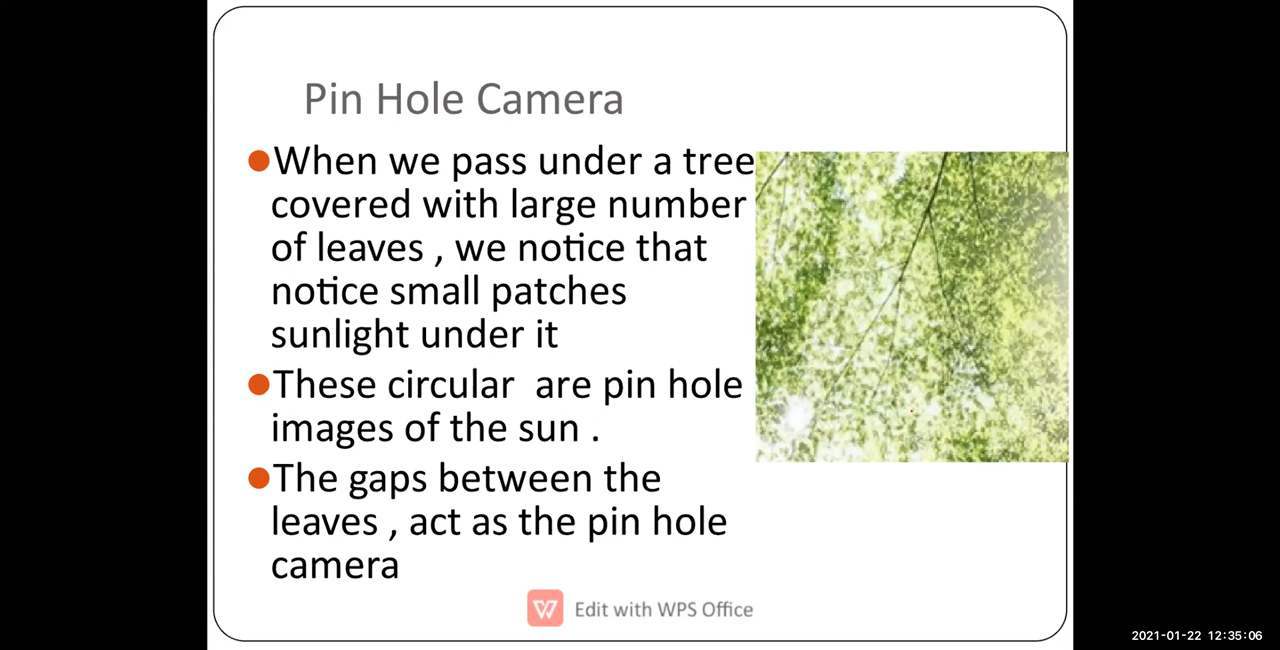 Pin Hole Camera
●When we pass under a tree
covered with large number
of leaves , we notice that
notice small patches
sunlight under it
●These circular  are pin hole
images of the sun .
●The gaps between the
leaves , act as the pin hole
camera
Edit with WPS Office
2021-01-22 12:35:06